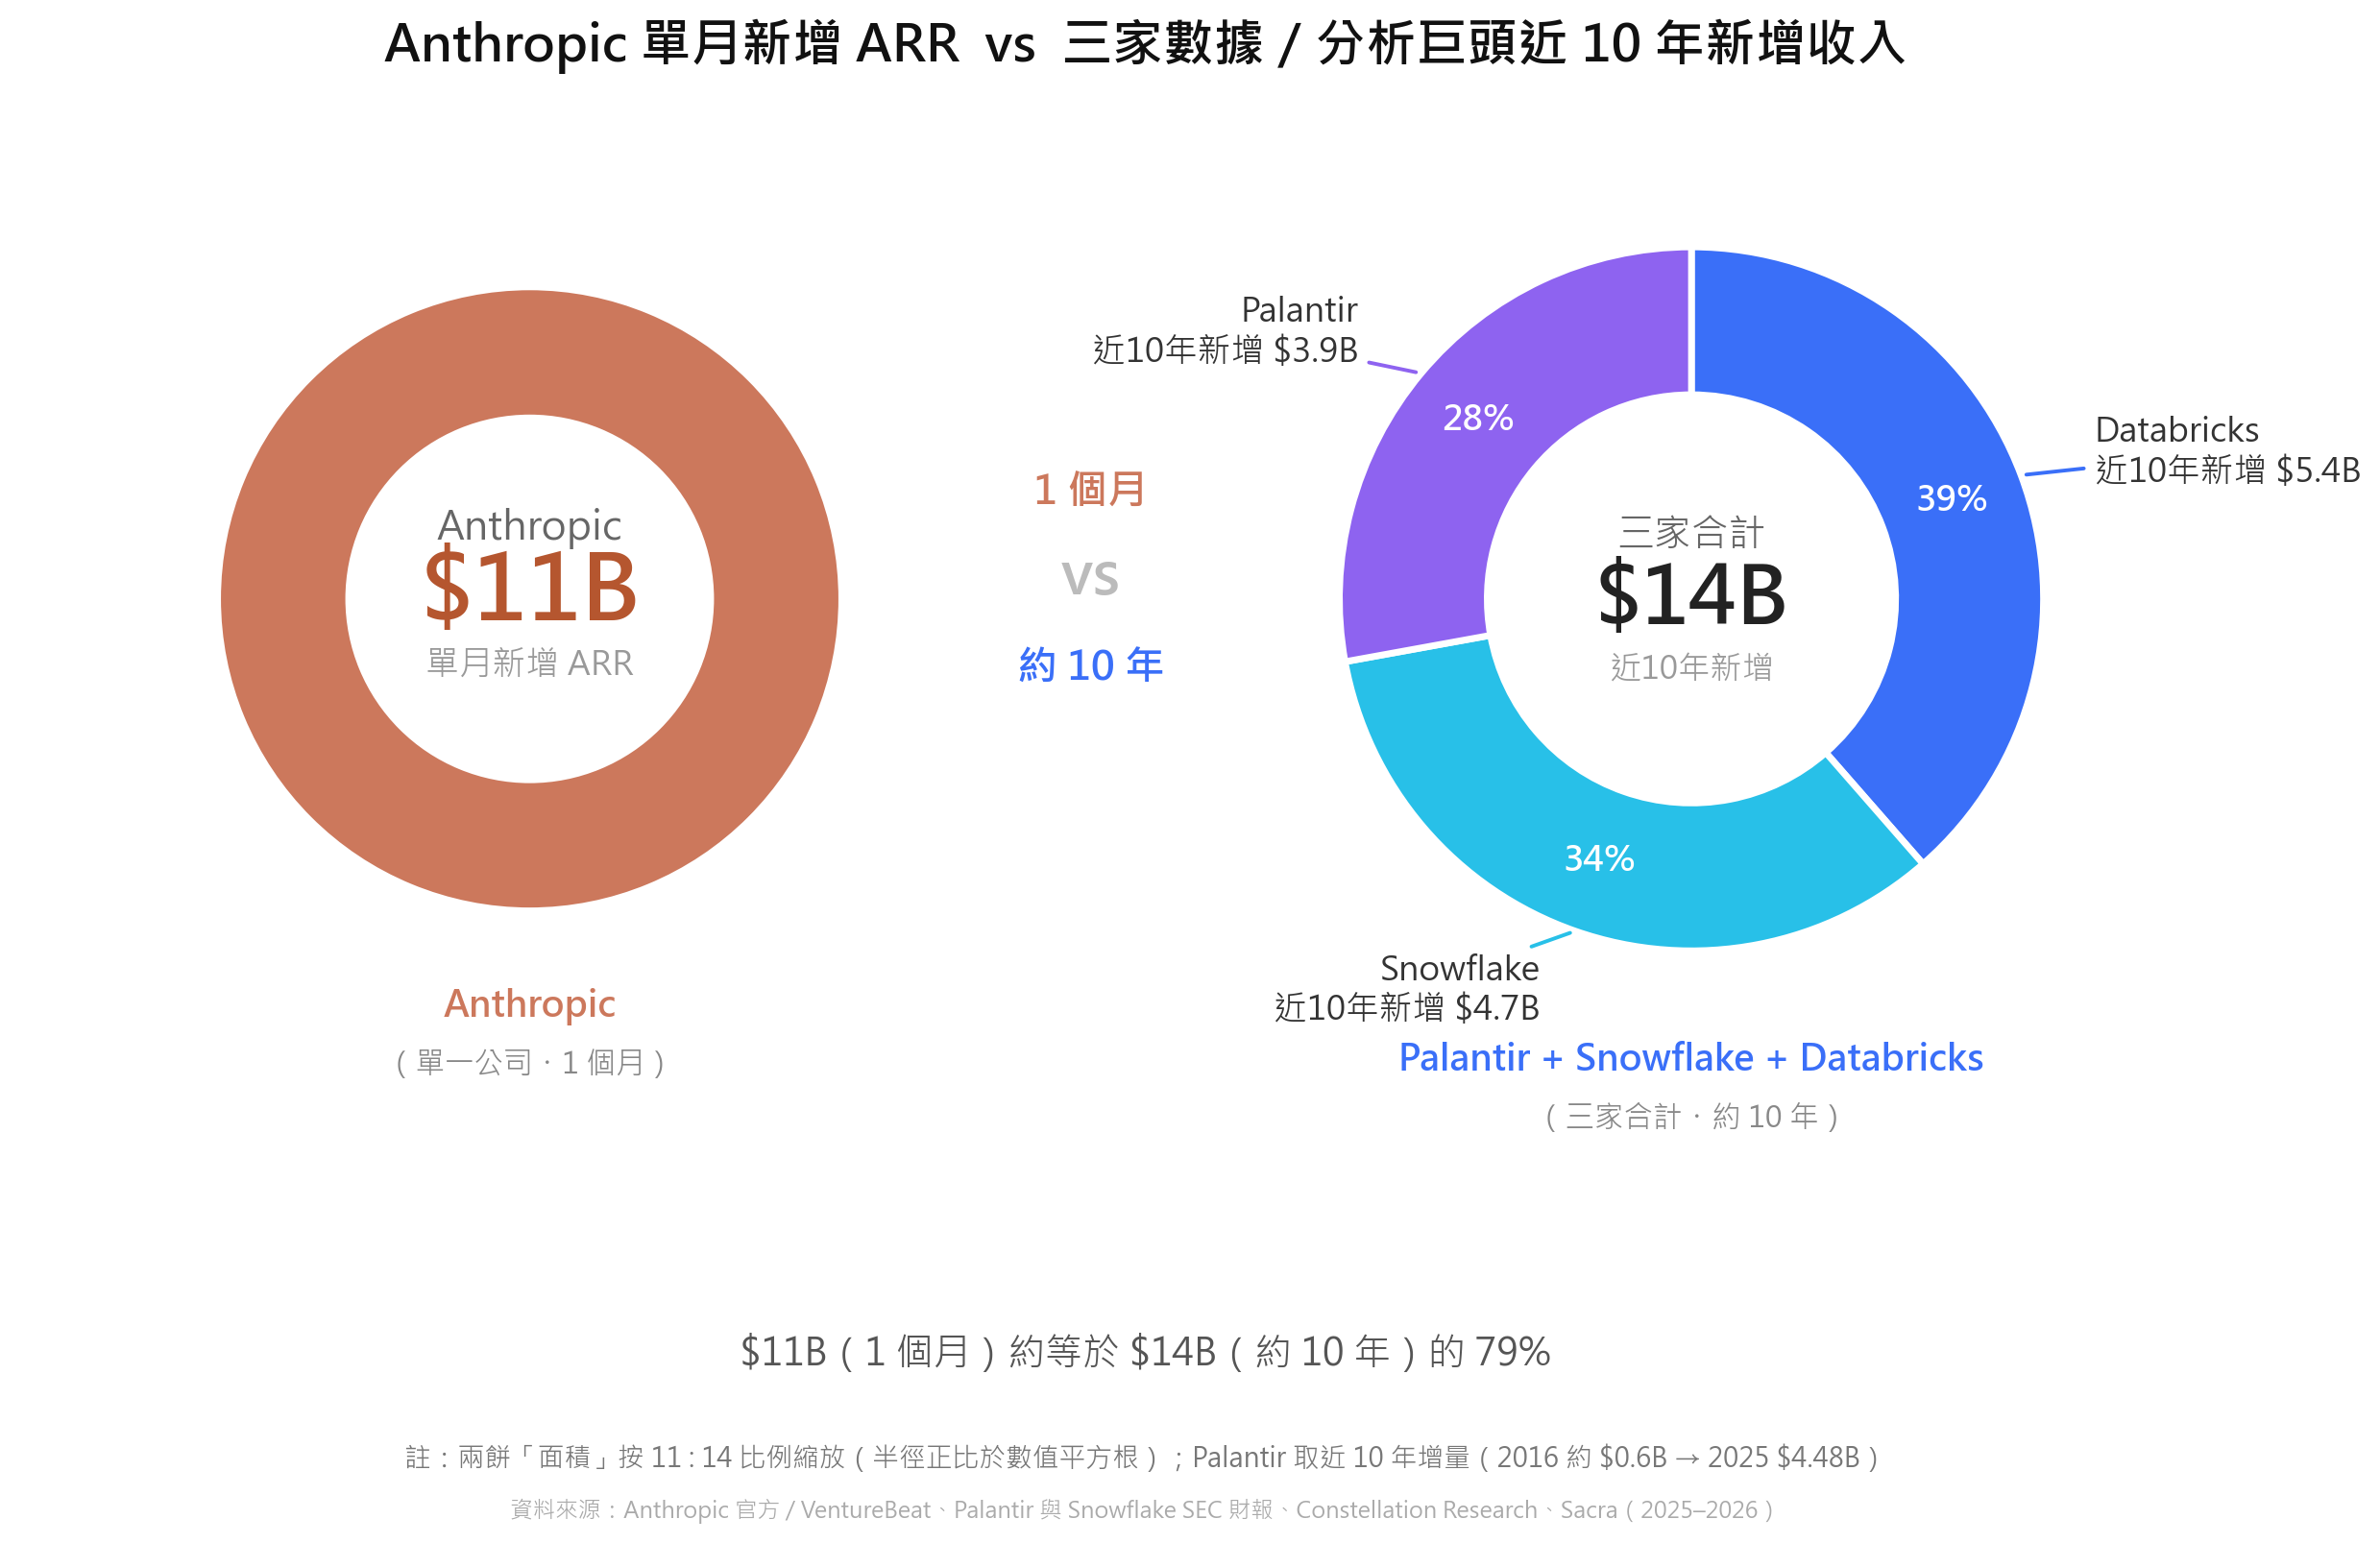 Anthropic 單月新增 ARR vs 三家數據 / 分析巨頭近 10 年新增收入
Anthropic
$11B
單月新增 ARR
Anthropic
（單一公司．1 個月）
1 個月
vs
約 10 年
Palantir
近10年新增 $3.9B
28%
Databricks
近10年新增 $5.4B
39%
三家合計
$14B
近10年新增
34%
Snowflake
近10年新增 $4.7B
Palantir + Snowflake + Databricks
（三家合計．約 10 年）
$11B（1 個月）約等於 $14B（約 10 年）的 79%
註：兩餅「面積」按 11 : 14 比例縮放（半徑正比於數值平方根）；Palantir 取近 10 年增量（2016 約 $0.6B → 2025 $4.48B）
資料來源：Anthropic 官方 / VentureBeat、Palantir 與 Snowflake SEC 財報、Constellation Research、Sacra（2025–2026）